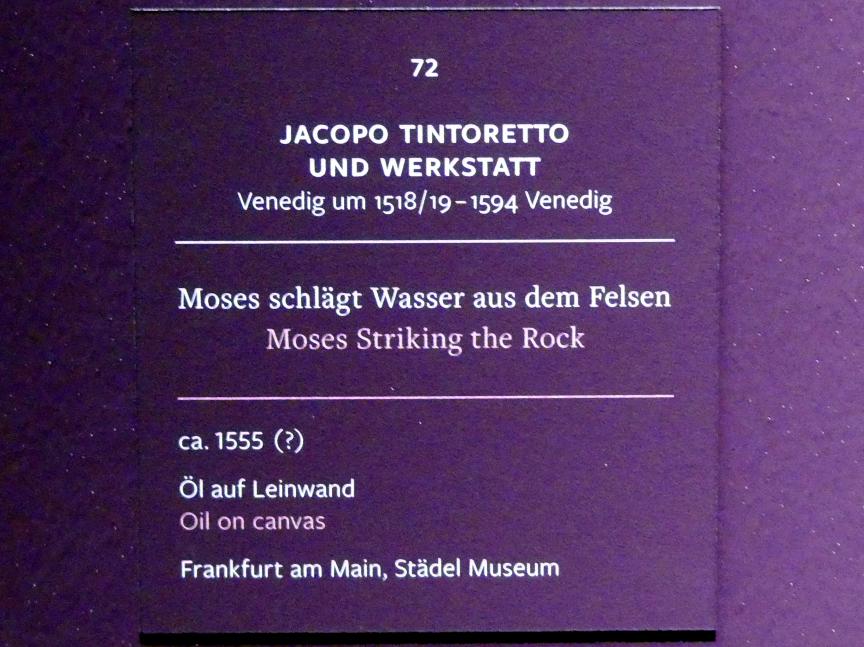 72
JACOPO TINTORETTO
UND WERKSTATT
Venedig um 1518/19 – 1594 Venedig
Moses schlägt Wasser aus dem Felsen
Moses Striking the Rock
ca. 1555 (?)
Öl auf Leinwand
Oil on canvas
Frankfurt am Main, Städel Museum